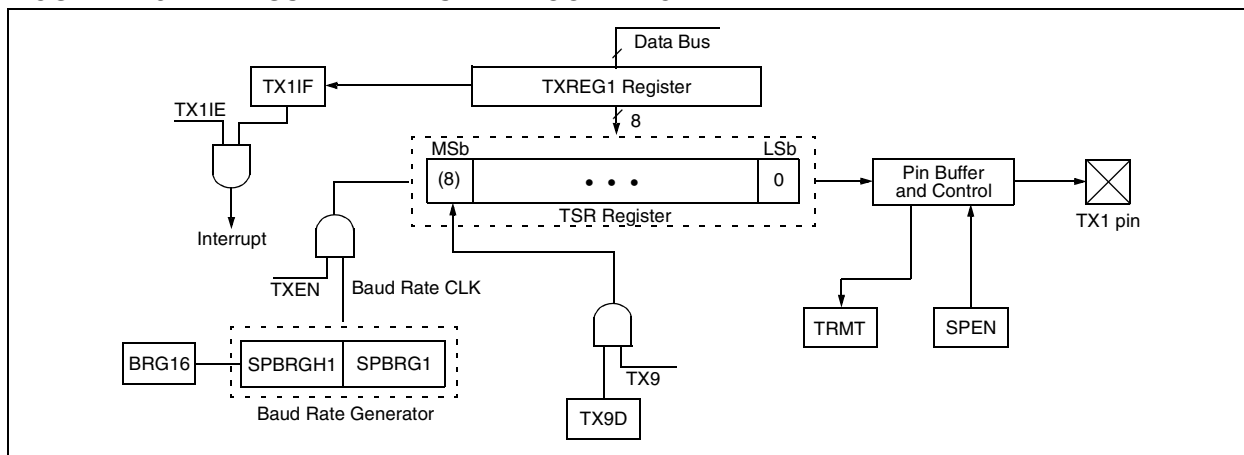 Data Bus
TX1IF
TXREG1 Register
TX1IE
8
MSb
LSb
(8)
• • •
0
Pin Buffer
and Control
TSR Register
TX1 pin
Interrupt
TXEN
Baud Rate CLK
TRMT
SPEN
BRG16
SPBRGH1
SPBRG1
TX9
Baud Rate Generator
TX9D